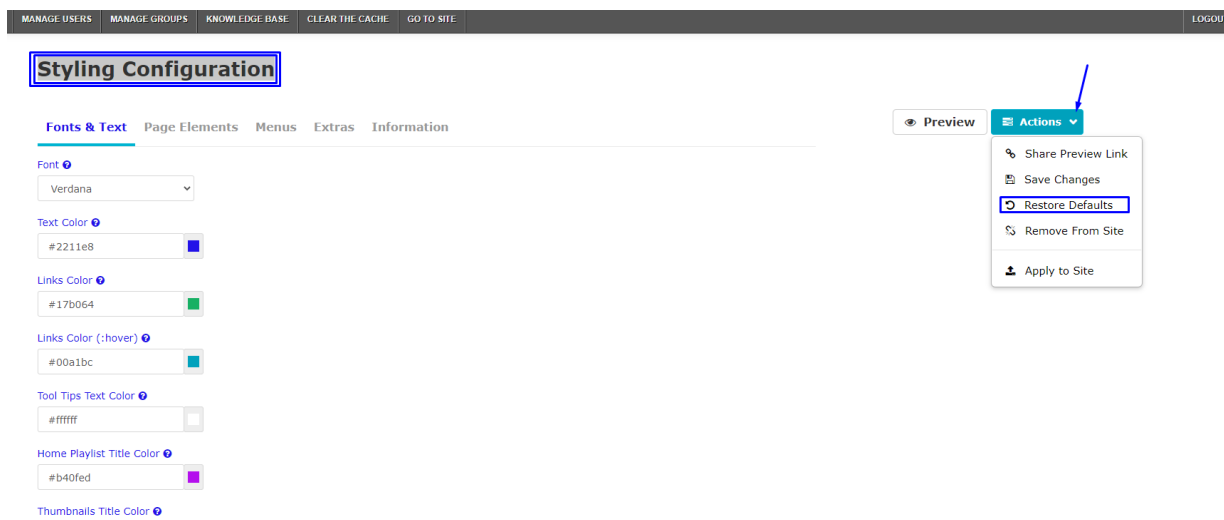 MANAGE USERS MANAGE GROUPS KNOWLEDGE BASE CLEAR THE CACHE GO TO SITE LOGOU
Styling Configuration
Fonts & Text Page Elements Menus Extras Information
Preview Actions
Share Preview Link
Save Changes
Restore Defaults
Remove From Site
Apply to Site
Font
Verdana
Text Color
#2211e8
Links Color
#17b064
Links Color (:hover)
#00a1bc
Tool Tips Text Color
#ffffff
Home Playlist Title Color
#b40fed
Thumbnails Title Color